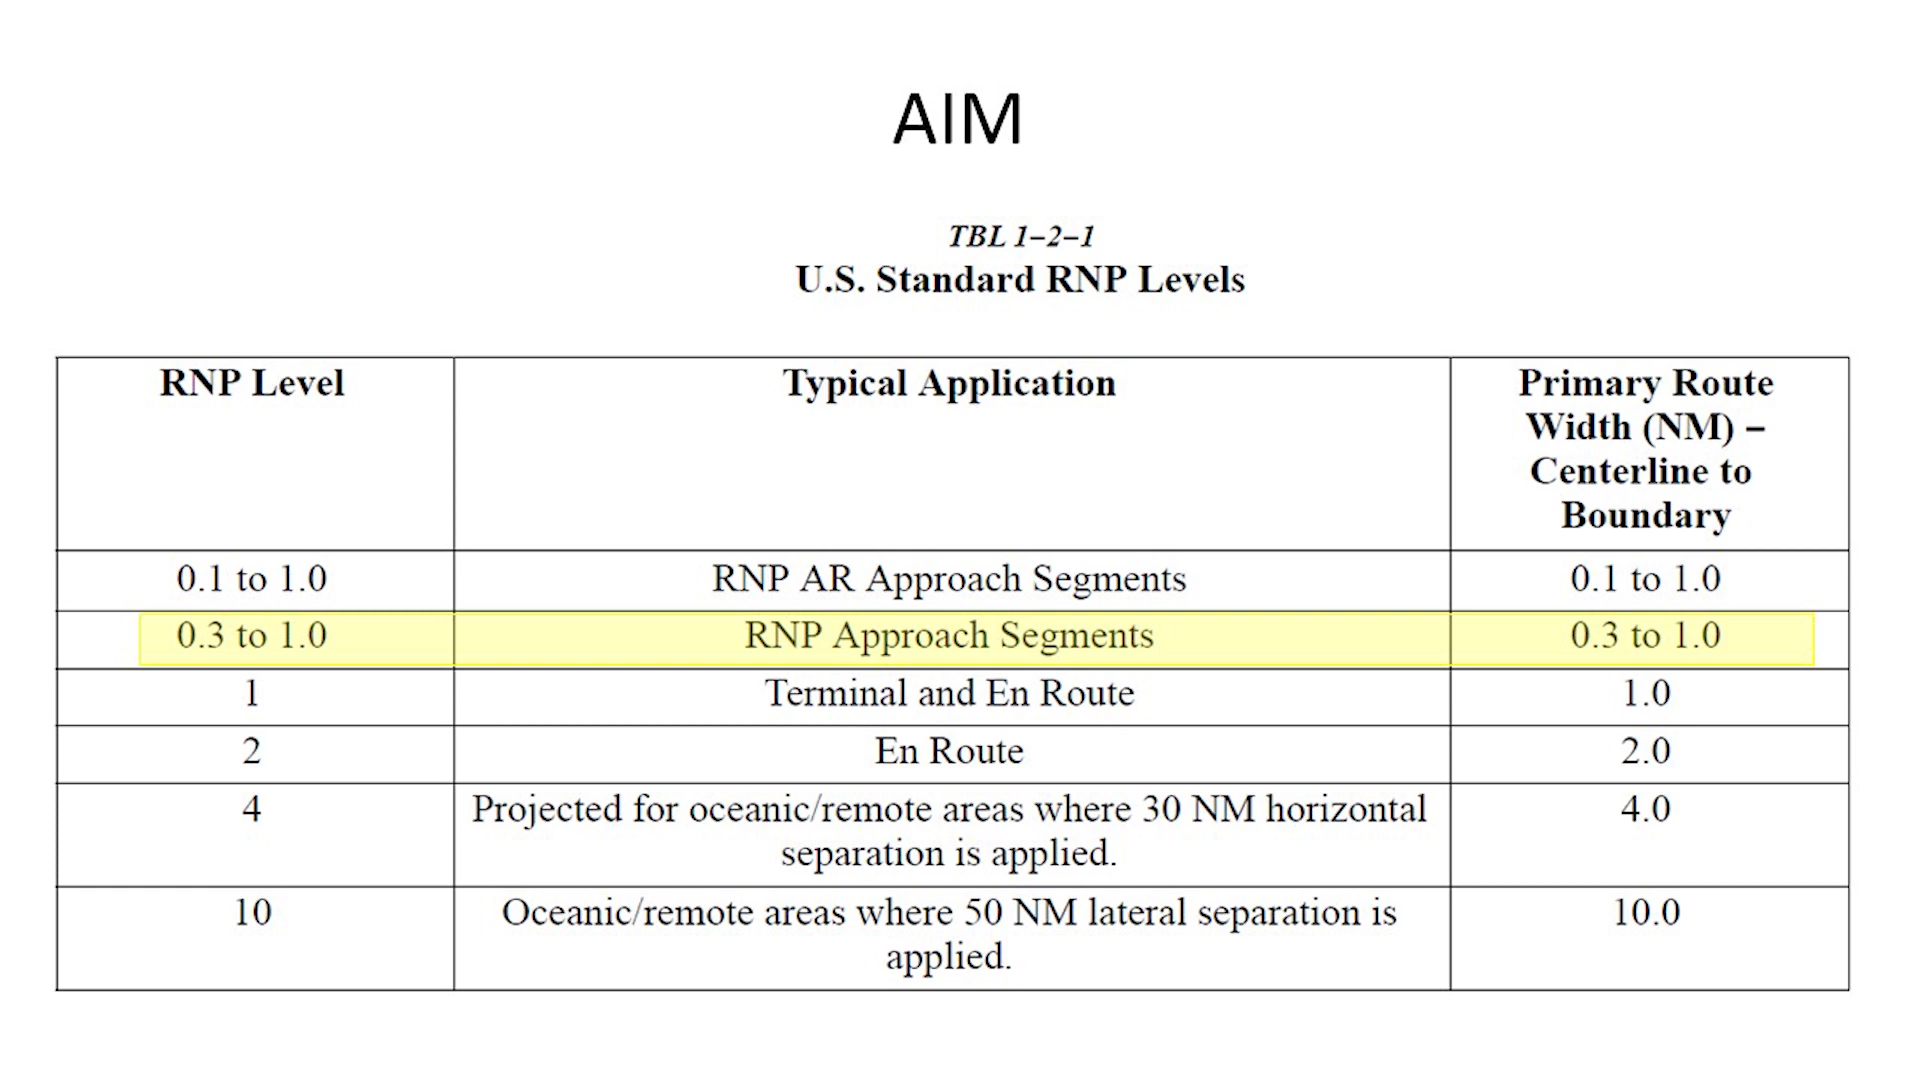 AIM
TBL 1–2–1
U.S. Standard RNP Levels
RNP Level
Typical Application
Primary Route
Width (NM) –
Centerline to
Boundary
0.1 to 1.0
RNP AR Approach Segments
0.1 to 1.0
0.3 to 1.0
RNP Approach Segments
0.3 to 1.0
1
Terminal and En Route
1.0
2
En Route
2.0
4
Projected for oceanic/remote areas where 30 NM horizontal
separation is applied.
4.0
10
Oceanic/remote areas where 50 NM lateral separation is
applied.
10.0